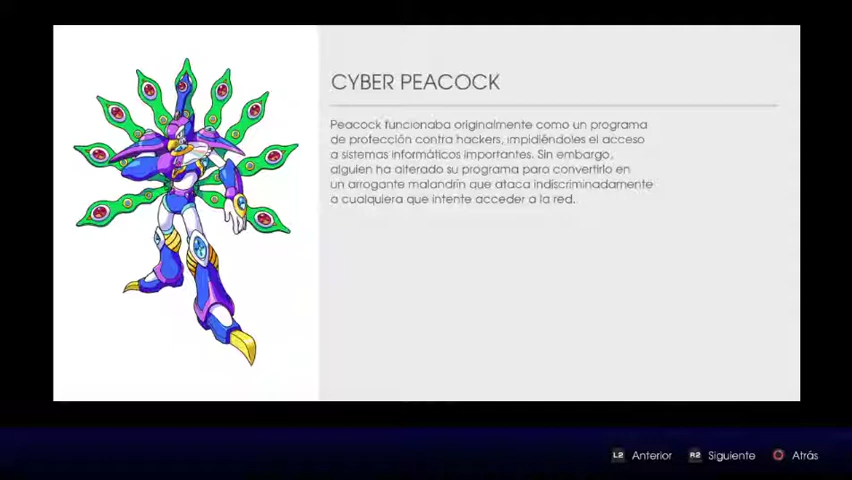 CYBER PEACOCK
Peacock funcionaba originalmente como un programa
de protección contra hackers, impidiéndoles el acceso
a sistemas informáticos importantes. Sin embargo,
alguien ha alterado su programa para convertirlo en
un arrogante malandrín que ataca indiscriminadamente
a cualquiera que intente acceder a la red.
L2 Anterior R2 Siguiente Atrás